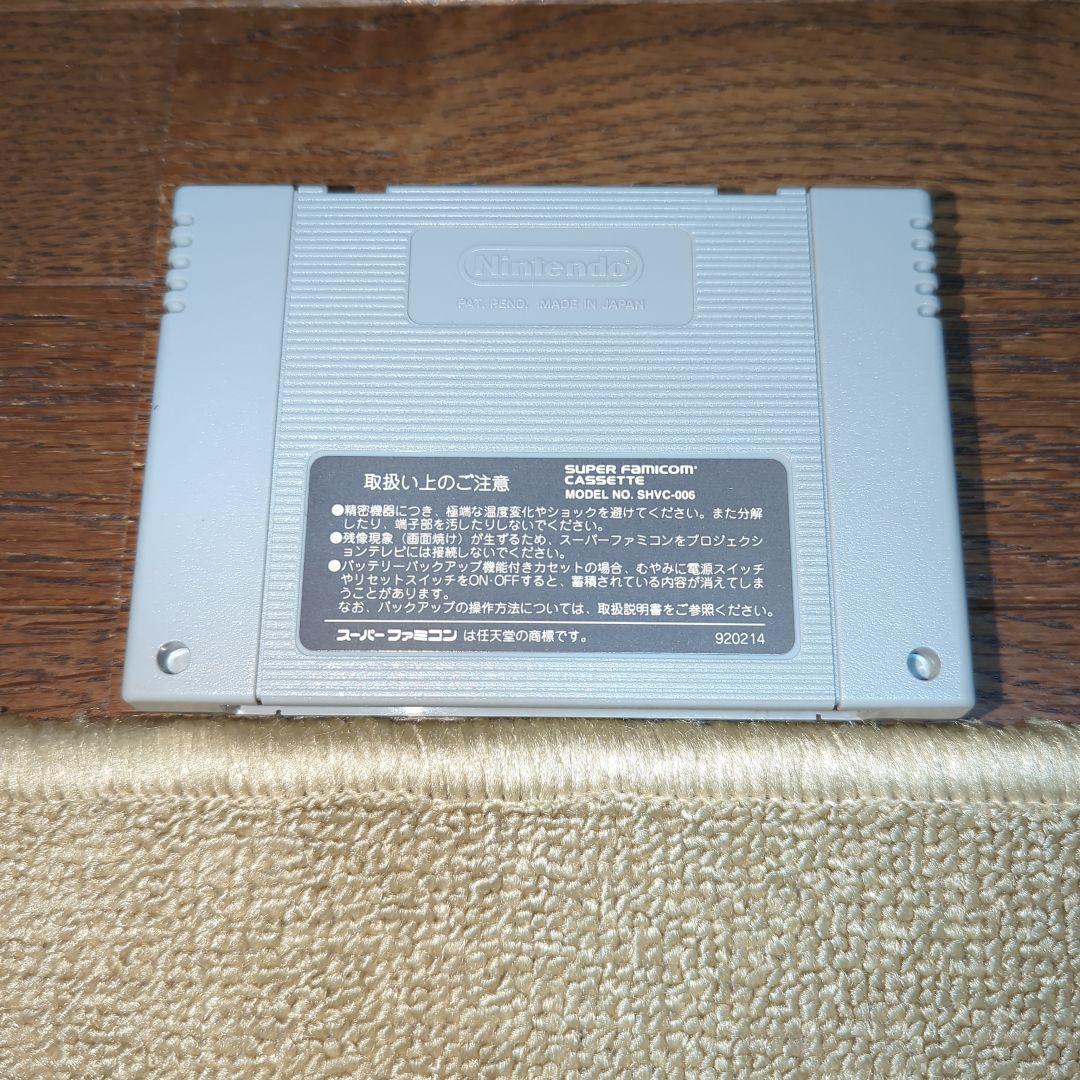 Nintendo
PAT. PEND. MADE IN JAPAN
取扱い上のご注意
SUPER FAMICOM
CASSETTE
MODEL NO. SHVC-006
●精密機器につき、極端な温度変化やショックを避けてください。また分解
したり、端子部を汚したりしないでください。
●残像現象（画面焼け）が生ずるため、スーパーファミコンをプロジェクシ
ョンテレビには接続しないでください。
●バッテリーバックアップ機能付きカセットの場合、むやみに電源スイッチ
やリセットスイッチをON・OFFすると、蓄積されている内容が消えてしま
うことがあります。
なお、バックアップの操作方法については、取扱説明書をご参照ください。
スーパーファミコン は任天堂の商標です。
920214